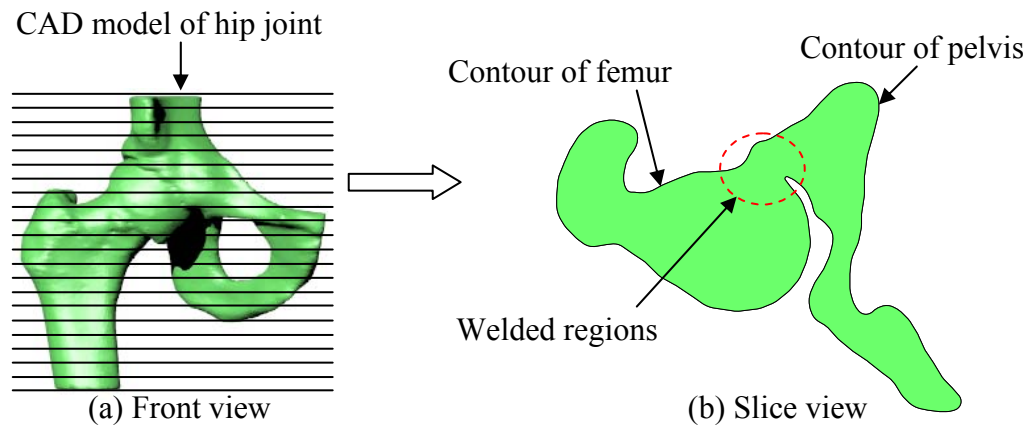 CAD model of hip joint
Contour of pelvis
Contour of femur
Welded regions
(a) Front view
(b) Slice view